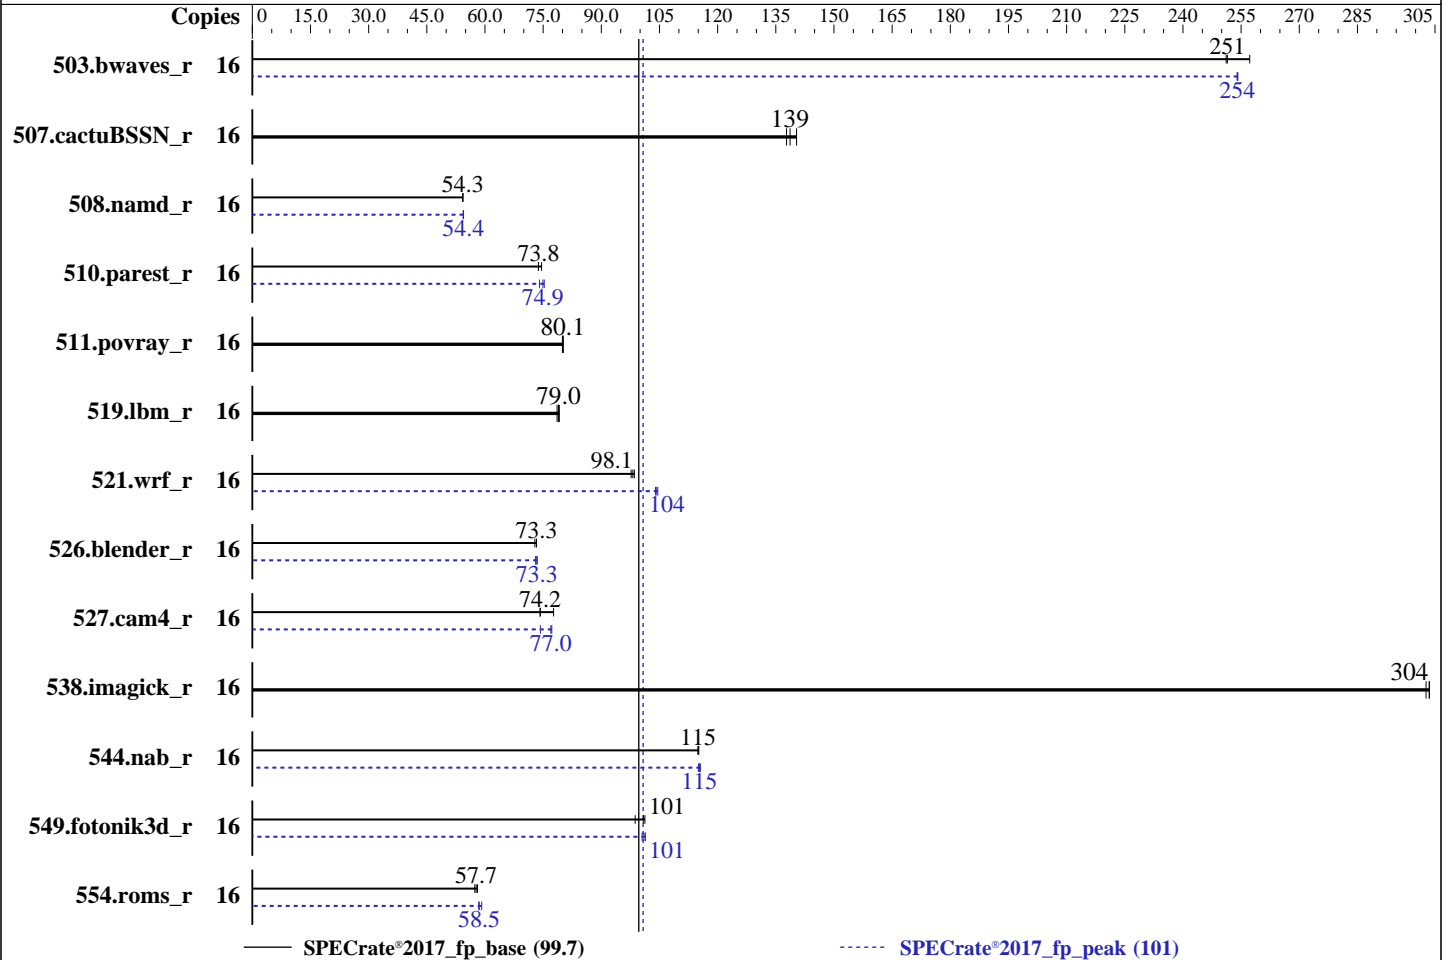 Copies 0 15.0 30.0 45.0 60.0 75.0 90.0 105 120 135 150 165 180 195 210 225 240 255 270 285 305
503.bwaves_r 16 251
254
507.cactuBSSN_r 16 139
508.namd_r 16 54.3
54.4
510.parest_r 16 73.8
74.9
511.povray_r 16 80.1
519.lbm_r 16 79.0
521.wrf_r 16 98.1
104
526.blender_r 16 73.3
73.3
527.cam4_r 16 74.2
77.0
538.imagick_r 16 304
544.nab_r 16 115
115
549.fotonik3d_r 16 101
101
554.roms_r 16 57.7
58.5
SPECrate®2017_fp_base (99.7) SPECrate®2017_fp_peak (101)